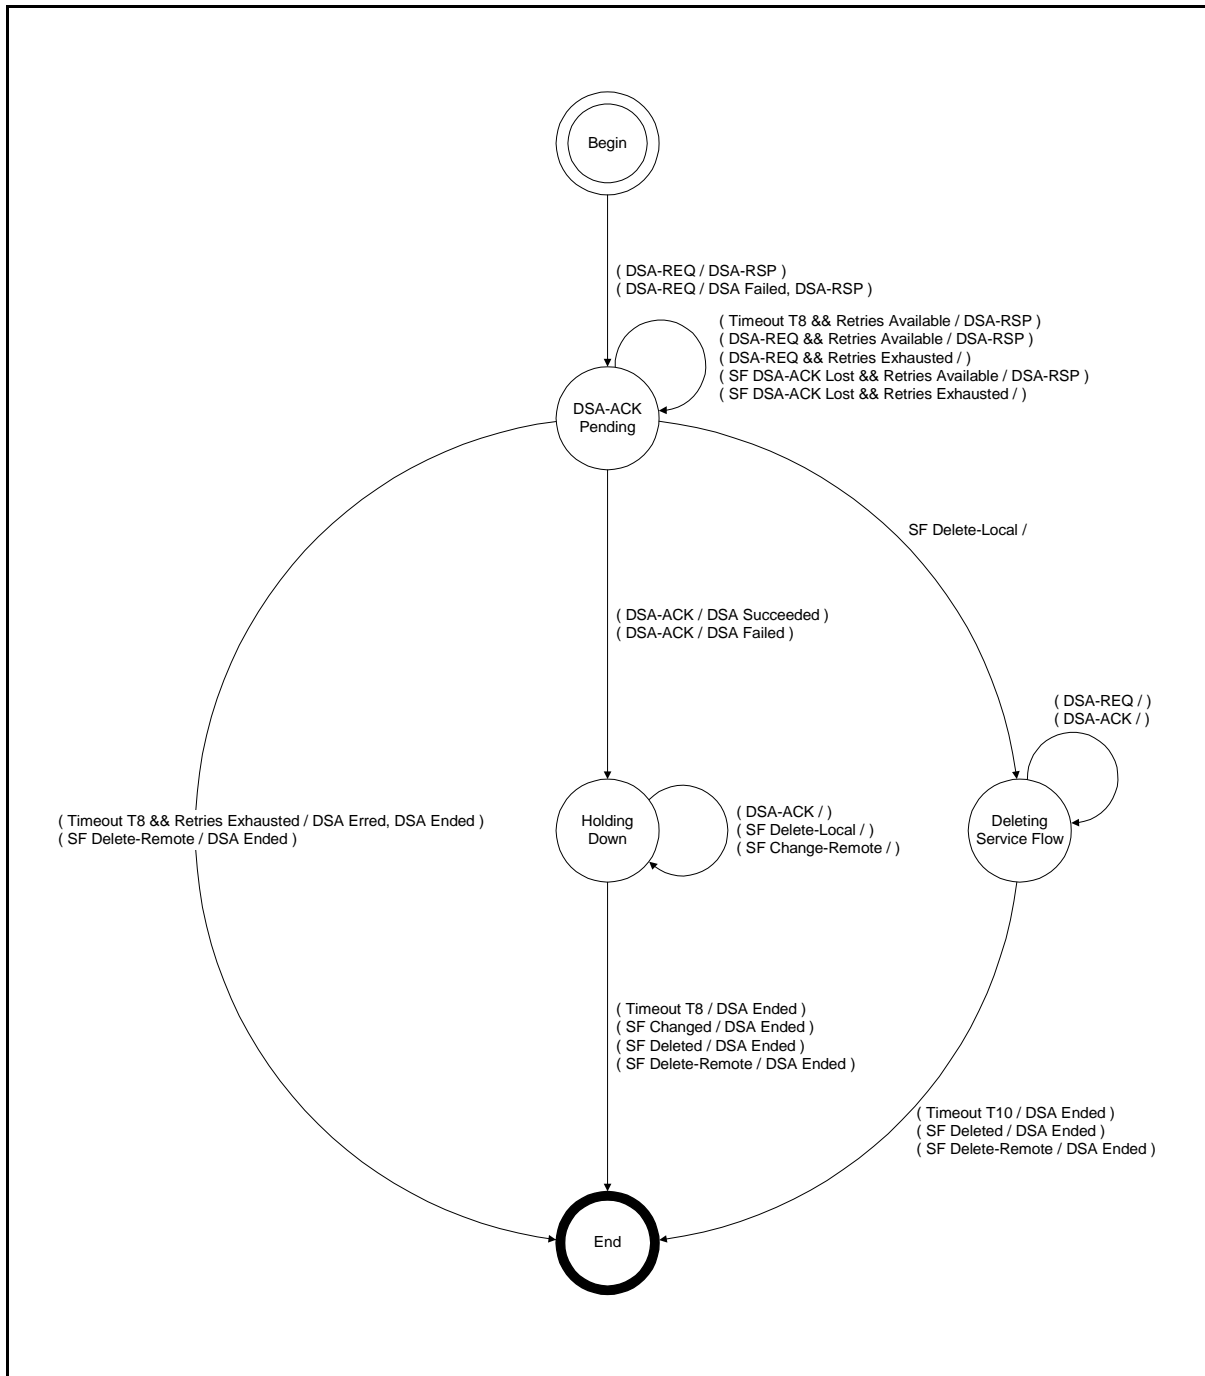 Begin
( DSA-REQ / DSA-RSP )
( DSA-REQ / DSA Failed, DSA-RSP )
( Timeout T8 && Retries Available / DSA-RSP )
( DSA-REQ && Retries Available / DSA-RSP )
( DSA-REQ && Retries Exhausted / )
( SF DSA-ACK Lost && Retries Available / DSA-RSP )
( SF DSA-ACK Lost && Retries Exhausted / )
DSA-ACK
Pending
SF Delete-Local /
( DSA-ACK / DSA Succeeded )
( DSA-ACK / DSA Failed )
( DSA-REQ / )
( DSA-ACK / )
( Timeout T8 && Retries Exhausted / DSA Erred, DSA Ended )
( SF Delete-Remote / DSA Ended )
Holding
Down
( DSA-ACK / )
( SF Delete-Local / )
( SF Change-Remote / )
Deleting
Service Flow
( Timeout T8 / DSA Ended )
( SF Changed / DSA Ended )
( SF Deleted / DSA Ended )
( SF Delete-Remote / DSA Ended )
( Timeout T10 / DSA Ended )
( SF Deleted / DSA Ended )
( SF Delete-Remote / DSA Ended )
End